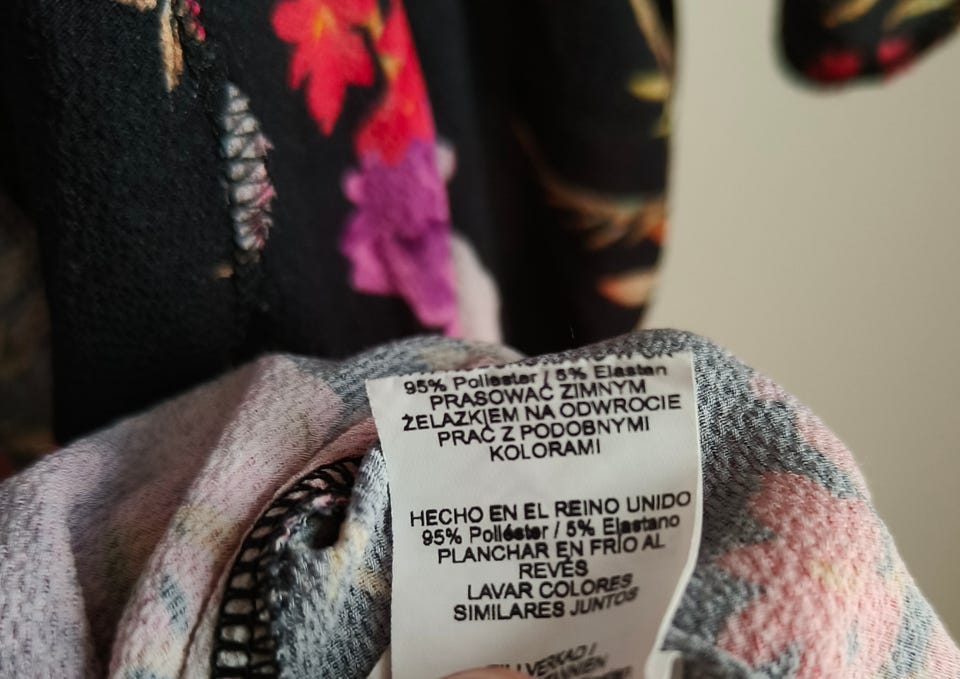 95% Poliester / 5% Elastan
PRASOWAĆ ZIMNYM
ŻELAZKIEM NA ODWROCIE
PRAĆ Z PODOBNYMI
KOLORAMI
HECHO EN EL REINO UNIDO
95% Poliéster / 5% Elastano
PLANCHAR EN FRÍO AL
REVÉS
LAVAR COLORES
SIMILARES JUNTOS
VERKAD I